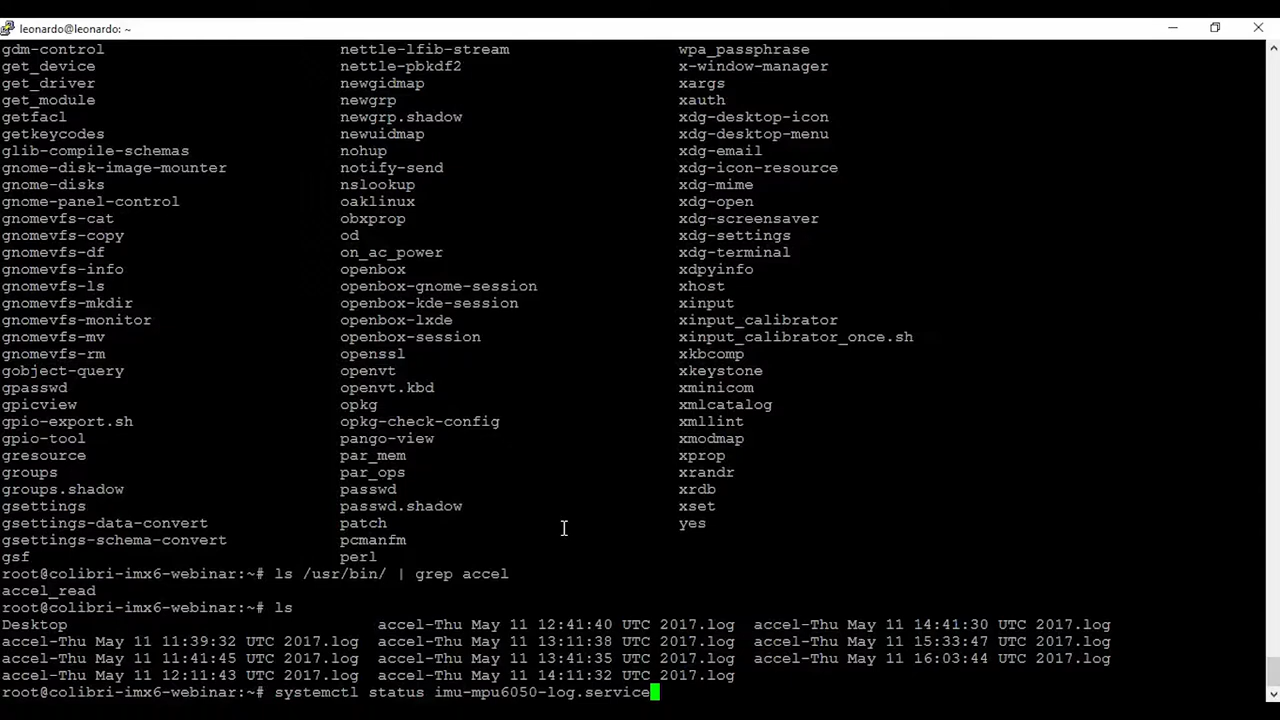 leonardo@leonardo: ~
gdm-control nettle-lfib-stream wpa_passphrase
get_device nettle-pbkdf2 x-window-manager
get_driver newgidmap xargs
get_module newgrp xauth
getfacl newgrp.shadow xdg-desktop-icon
getkeycodes newuidmap xdg-desktop-menu
glib-compile-schemas nohup xdg-email
gnome-disk-image-mounter notify-send xdg-icon-resource
gnome-disks nslookup xdg-mime
gnome-panel-control oaklinux xdg-open
gnomevfs-cat obxprop xdg-screensaver
gnomevfs-copy od xdg-settings
gnomevfs-df on_ac_power xdg-terminal
gnomevfs-info openbox xdpyinfo
gnomevfs-ls openbox-gnome-session xhost
gnomevfs-mkdir openbox-kde-session xinput
gnomevfs-monitor openbox-lxde xinput_calibrator
gnomevfs-mv openbox-session xinput_calibrator_once.sh
gnomevfs-rm openssl xkbcomp
gobject-query openvt xkeystone
gpasswd openvt.kbd xminicom
gpicview opkg xmlcatalog
gpio-export.sh opkg-check-config xmllint
gpio-tool pango-view xmodmap
gresource par_mem xprop
groups par_ops xrandr
groups.shadow passwd xrdb
gsettings passwd.shadow xset
gsettings-data-convert patch yes
gsettings-schema-convert pcmanfm
gsf perl
root@colibri-imx6-webinar:~# ls /usr/bin/ | grep accel
accel_read
root@colibri-imx6-webinar:~# ls
Desktop accel-Thu May 11 12:41:40 UTC 2017.log accel-Thu May 11 14:41:30 UTC 2017.log
accel-Thu May 11 11:39:32 UTC 2017.log accel-Thu May 11 13:11:38 UTC 2017.log accel-Thu May 11 15:33:47 UTC 2017.log
accel-Thu May 11 11:41:45 UTC 2017.log accel-Thu May 11 13:41:35 UTC 2017.log accel-Thu May 11 16:03:44 UTC 2017.log
accel-Thu May 11 12:11:43 UTC 2017.log accel-Thu May 11 14:11:32 UTC 2017.log
root@colibri-imx6-webinar:~# systemctl status imu-mpu6050-log.service